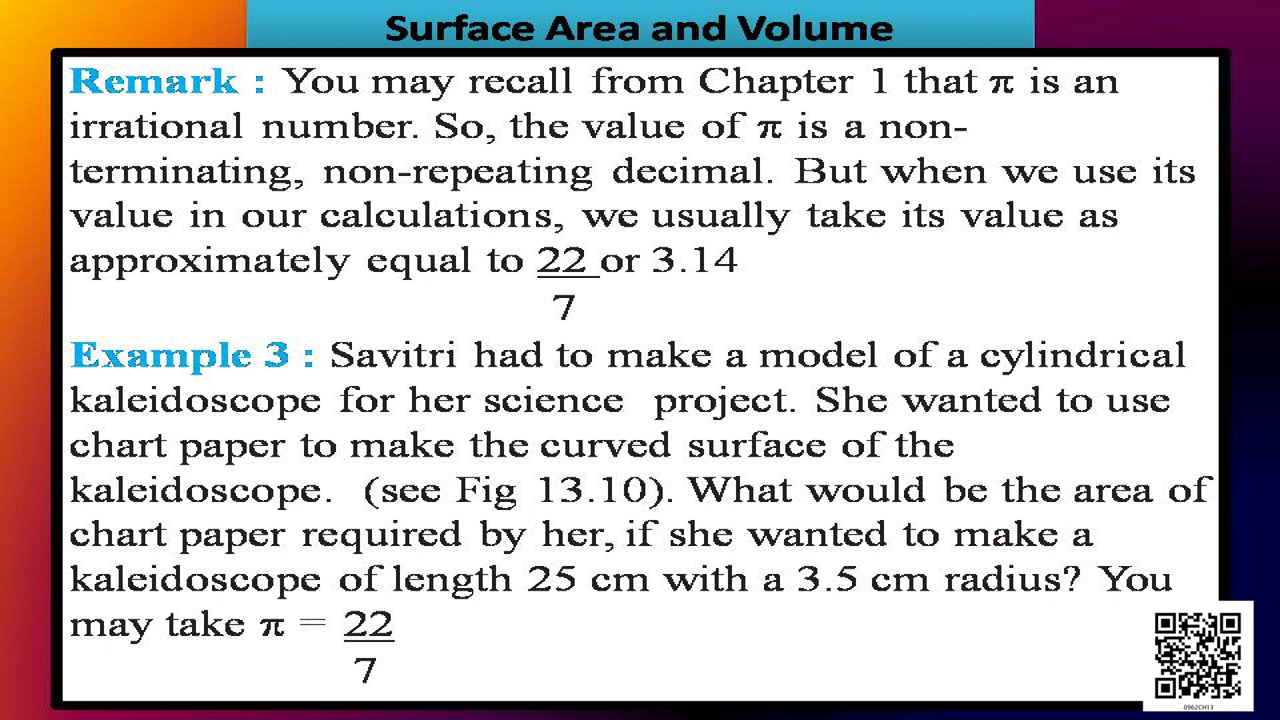 Surface Area and Volume
Remark : You may recall from Chapter 1 that π is an
irrational number. So, the value of π is a non-
terminating, non-repeating decimal. But when we use its
value in our calculations, we usually take its value as
approximately equal to 22 or 3.14
7
Example 3 : Savitri had to make a model of a cylindrical
kaleidoscope for her science project. She wanted to use
chart paper to make the curved surface of the
kaleidoscope. (see Fig 13.10). What would be the area of
chart paper required by her, if she wanted to make a
kaleidoscope of length 25 cm with a 3.5 cm radius? You
may take π = 22
7
0962CH13